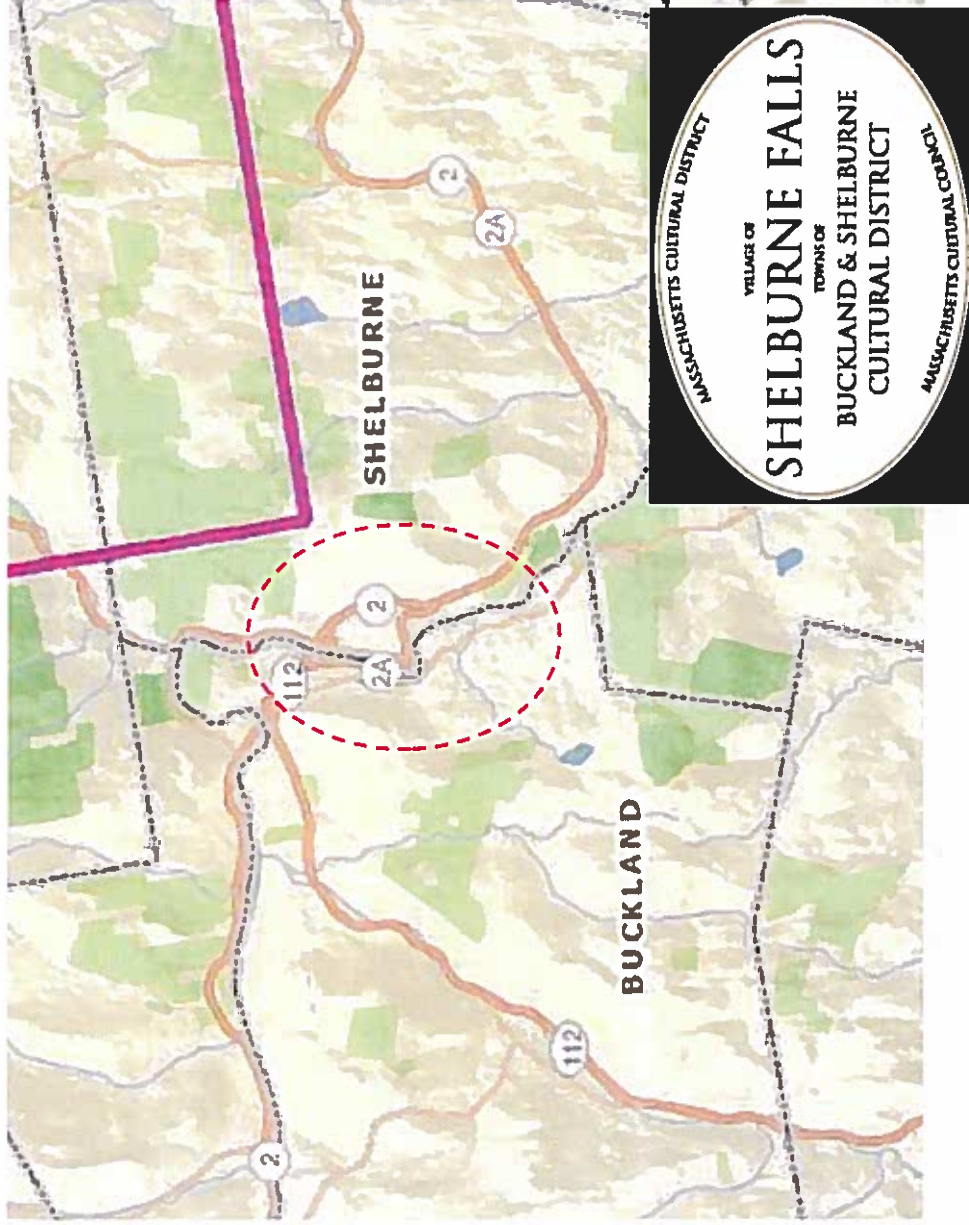 2
2A
SHELBURNE
2
112
2A
BUCKLAND
112
2
MASSACHUSETTS CULTURAL DISTRICT
VILLAGE OF
SHELBURNE FALLS
TOWNS OF
BUCKLAND & SHELBURNE
CULTURAL DISTRICT
MASSACHUSETTS CULTURAL COUNCIL